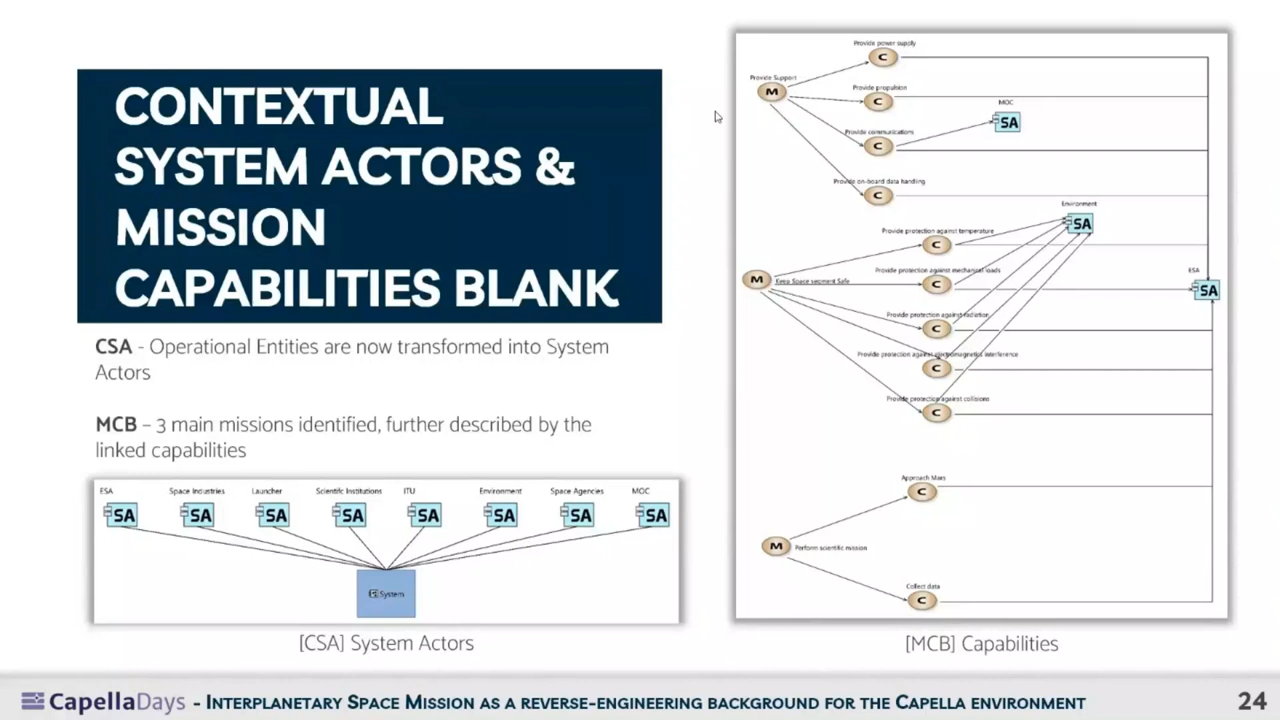 CONTEXTUAL
SYSTEM ACTORS &
MISSION
CAPABILITIES BLANK
CSA - Operational Entities are now transformed into System
Actors
MCB – 3 main missions identified, further described by the
linked capabilities
ESA
Space Industries
Launcher
Scientifc Institutions
ITU
Environment
Space Agencies
MOC
SA
SA
SA
SA
SA
SA
SA
SA
System
[CSA] System Actors
Provide power supply
C
Provide Support
M
Provide propulsion
C
MOC
SA
Provide communications
C
Provide on-board data handling
C
Environment
SA
Provide protection against temperature
C
Provide protection against mechanical loads
C
M
Keep Space segment Safe
ESA
SA
Provide protection against radiation
C
Provide protection against electromagnetics interference
C
Provide protection against collisions
C
Approach Mars
C
M
Perform scientific mission
Collect data
C
[MCB] Capabilities
CapellaDays - Interplanetary Space Mission as a reverse-engineering background for the Capella environment
24